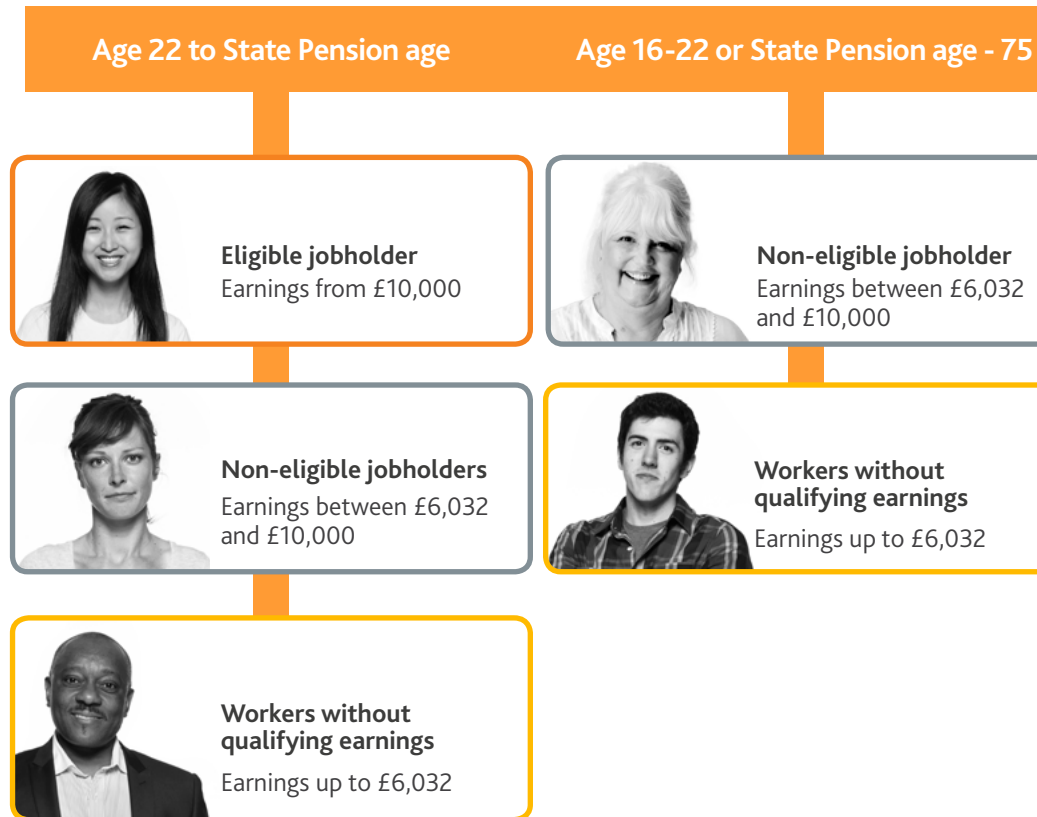 Age 22 to State Pension age
Age 16-22 or State Pension age - 75
Eligible jobholder
Earnings from £10,000
Non-eligible jobholder
Earnings between £6,032
and £10,000
Non-eligible jobholders
Earnings between £6,032
and £10,000
Workers without
qualifying earnings
Earnings up to £6,032
Workers without
qualifying earnings
Earnings up to £6,032